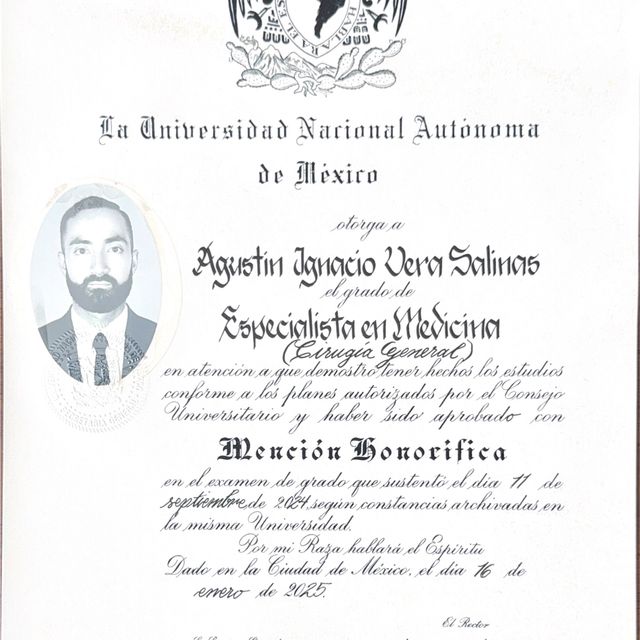 HABLARA EL ES
La Universidad Nacional Autónoma
de México
otorga a
Agustin Ignacio Vera Salinas
el grado de
Especialista en Medicina
(Cirugía General)
en atención a que demostró tener hechos los estudios
conforme a los planes autorizados por el Consejo
Universitario y haber sido aprobado con
Mención Honorífica
en el examen de grado que sustentó el día 11 de
septiembre de 2024, según constancias archivadas en
la misma Universidad.
Por mi Raza hablará el Espíritu
Dado en la Ciudad de México, el día 16 de
enero de 2025.
El Rector